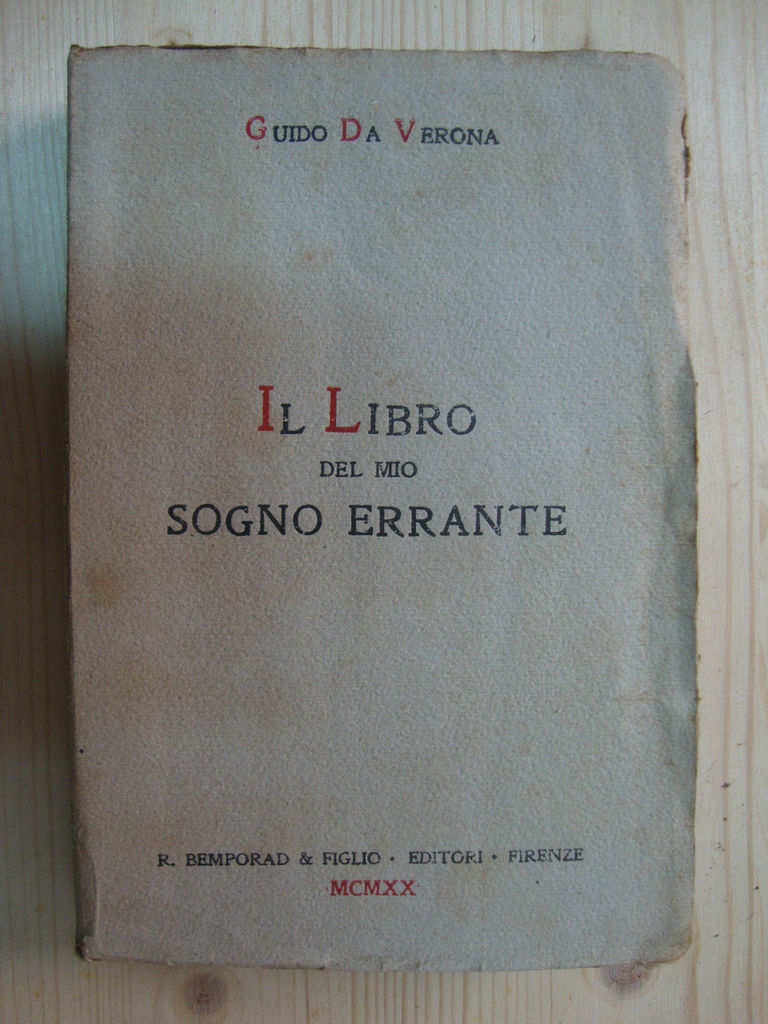 GUIDO DA VERONA
IL LIBRO
DEL MIO
SOGNO ERRANTE
R. BEMPORAD & FIGLIO • EDITORI • FIRENZE
MCMXX